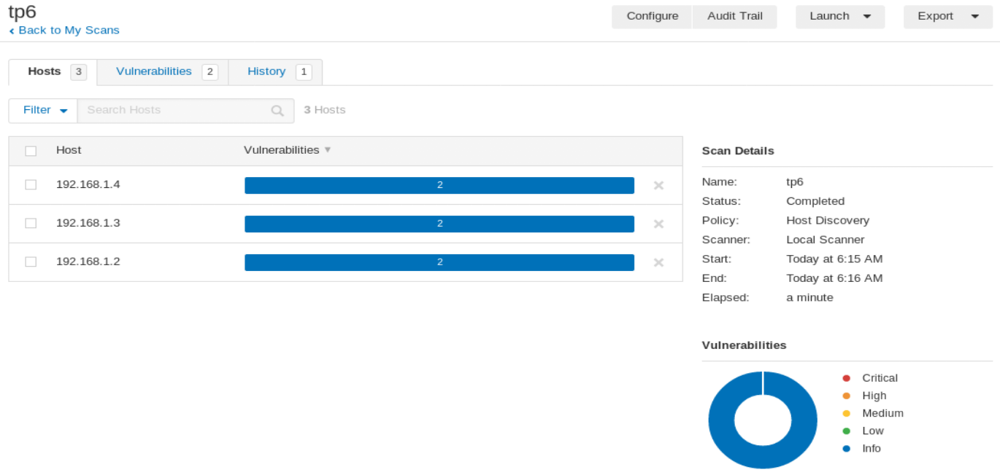 tp6
Back to My Scans
Configure Audit Trail Launch Export
Hosts 3 Vulnerabilities 2 History 1
Filter Search Hosts 3 Hosts
Host Vulnerabilities
192.168.1.4 2
192.168.1.3 2
192.168.1.2 2
Scan Details
Name: tp6
Status: Completed
Policy: Host Discovery
Scanner: Local Scanner
Start: Today at 6:15 AM
End: Today at 6:16 AM
Elapsed: a minute
Vulnerabilities
Critical
High
Medium
Low
Info